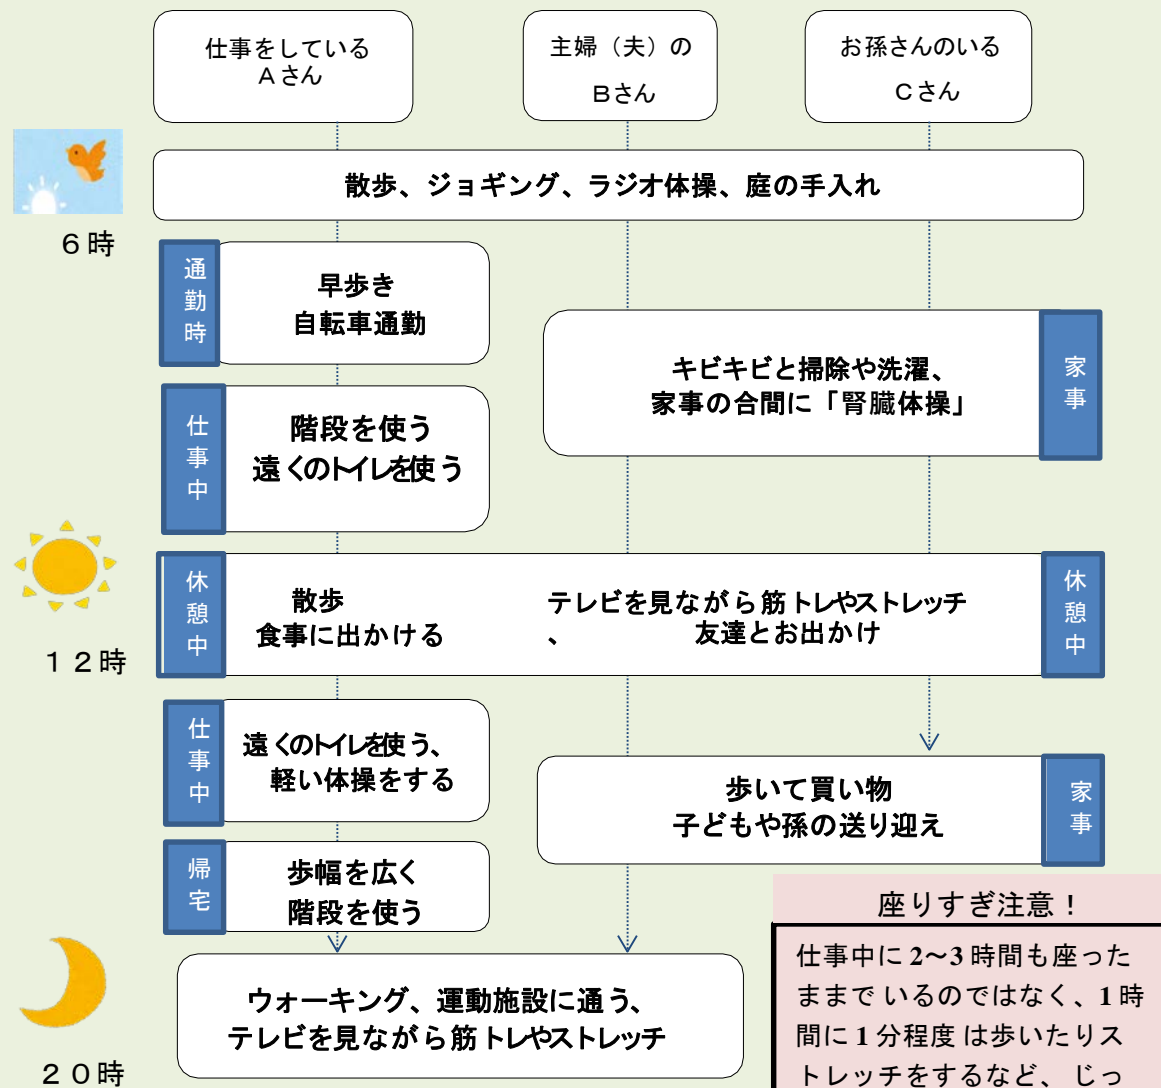 仕事をしている
Aさん
主婦（夫）の
Bさん
お孫さんのいる
Cさん
散歩、ジョギング、ラジオ体操、庭の手入れ
６時
通勤時
早歩き
自転車通勤
キビキビと掃除や洗濯、
家事の合間に「腎臓体操」
家事
仕事中
階段を使う
遠くのトイレを使う
休憩中
散歩
食事に出かける
テレビを見ながら筋トレやストレッチ
、 友達とお出かけ
休憩中
１２時
仕事中
遠くのトイレを使う、
軽い体操をする
歩いて買い物
子どもや孫の送り迎え
家事
帰宅
歩幅を広く
階段を使う
ウォーキング、運動施設に通う、
テレビを見ながら筋トレやストレッチ
２０時
座りすぎ注意！
仕事中に2～3時間も座った
ままでいるのではなく、1時
間に1分程度は歩いたりス
トレッチをするなど、じっ